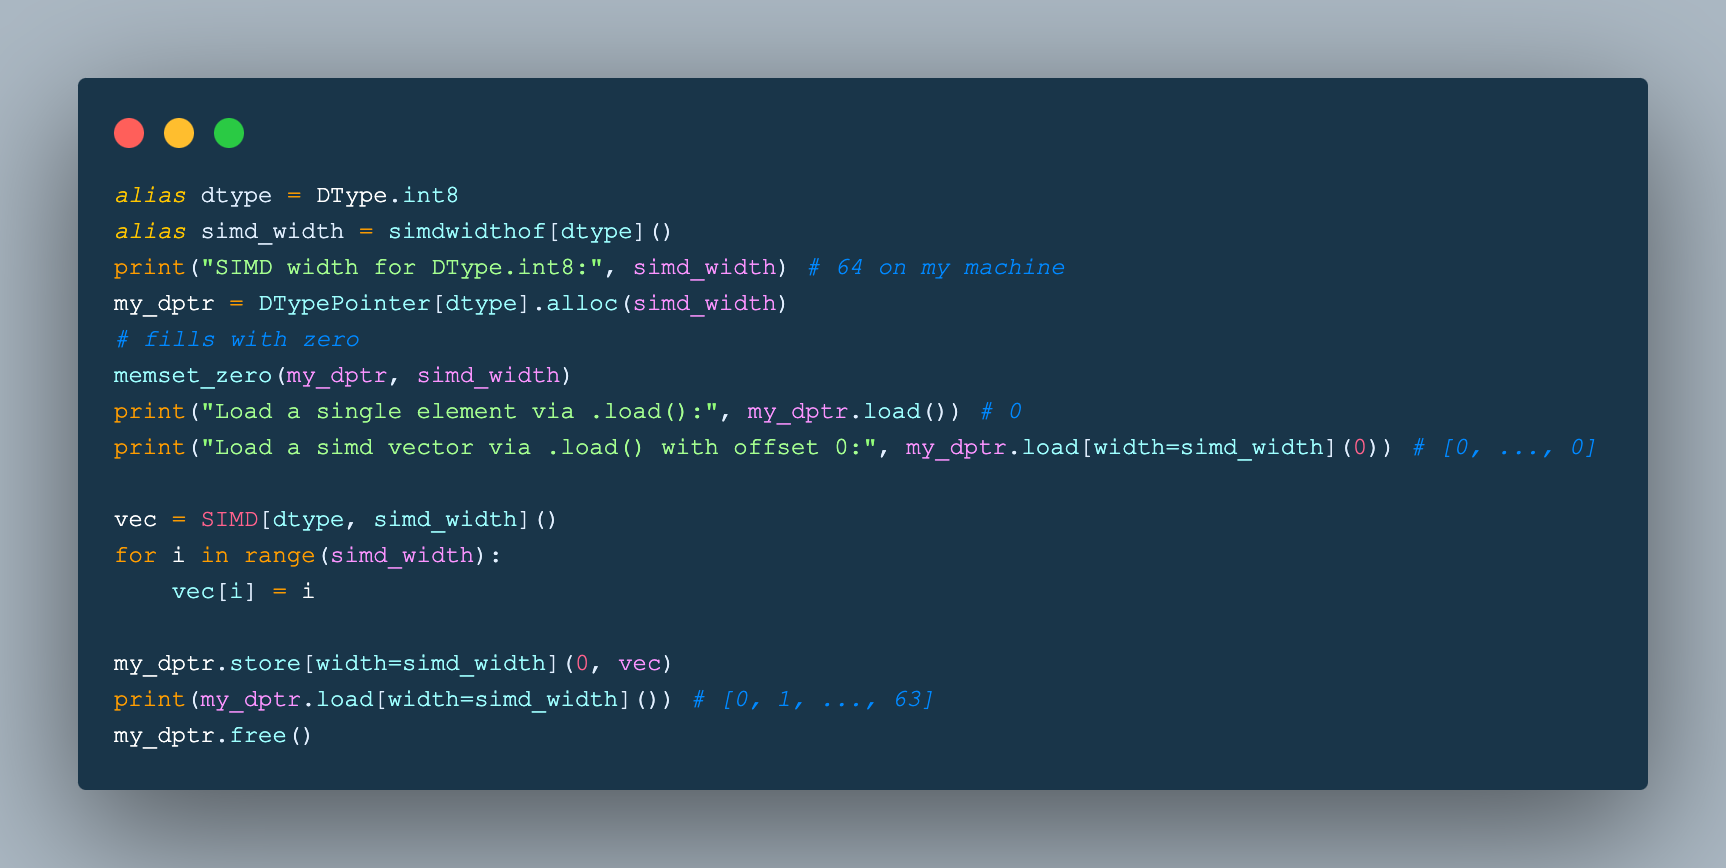 alias dtype = DType.int8
alias simd_width = simdwidthof[dtype]()
print("SIMD width for DType.int8:", simd_width) # 64 on my machine
my_dptr = DTypePointer[dtype].alloc(simd_width)
# fills with zero
memset_zero(my_dptr, simd_width)
print("Load a single element via .load():", my_dptr.load()) # 0
print("Load a simd vector via .load() with offset 0:", my_dptr.load[width=simd_width](0)) # [0, ..., 0]

vec = SIMD[dtype, simd_width]()
for i in range(simd_width):
    vec[i] = i

my_dptr.store[width=simd_width](0, vec)
print(my_dptr.load[width=simd_width]()) # [0, 1, ..., 63]
my_dptr.free()